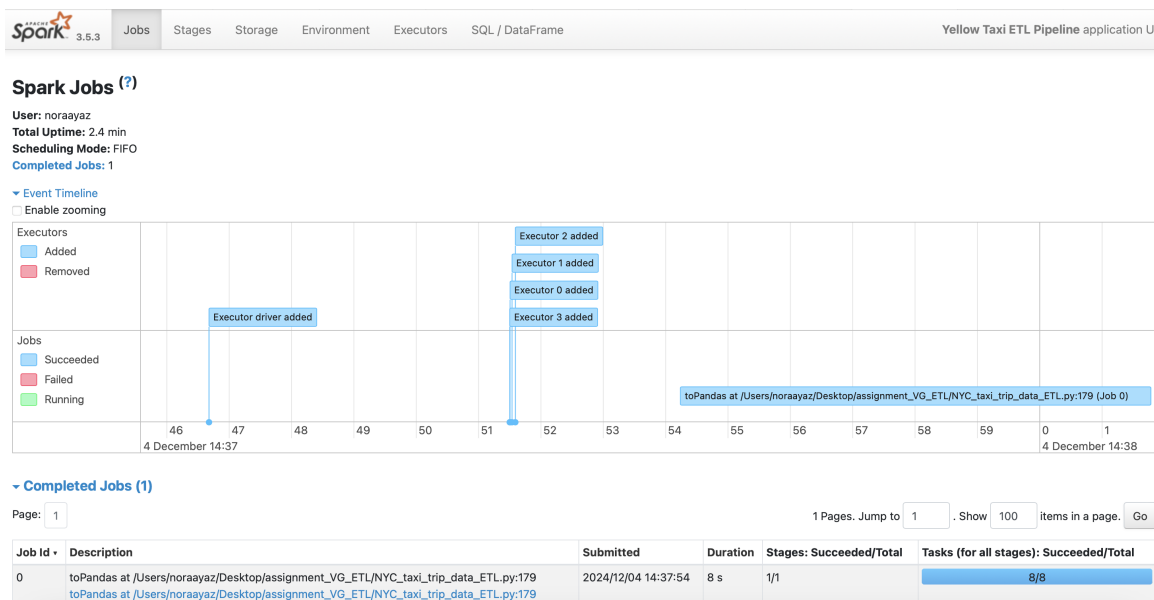 APACHE
Spark 3.5.3 Jobs Stages Storage Environment Executors SQL / DataFrame Yellow Taxi ETL Pipeline application U
Spark Jobs (?)
User: noraayaz
Total Uptime: 2.4 min
Scheduling Mode: FIFO
Completed Jobs: 1
Event Timeline
Enable zooming
Executors
Added
Removed
Executor 2 added
Executor 1 added
Executor 0 added
Executor driver added Executor 3 added
Jobs
Succeeded
Failed
Running
toPandas at /Users/noraayaz/Desktop/assignment_VG_ETL/NYC_taxi_trip_data_ETL.py:179 (Job 0)
46 47 48 49 50 51 52 53 54 55 56 57 58 59 0 1
4 December 14:37 4 December 14:38
Completed Jobs (1)
Page: 1 1 Pages. Jump to 1 . Show 100 items in a page. Go
Job Id Description Submitted Duration Stages: Succeeded/Total Tasks (for all stages): Succeeded/Total
0 toPandas at /Users/noraayaz/Desktop/assignment_VG_ETL/NYC_taxi_trip_data_ETL.py:179 2024/12/04 14:37:54 8 s 1/1 8/8
toPandas at /Users/noraayaz/Desktop/assignment_VG_ETL/NYC_taxi_trip_data_ETL.py:179